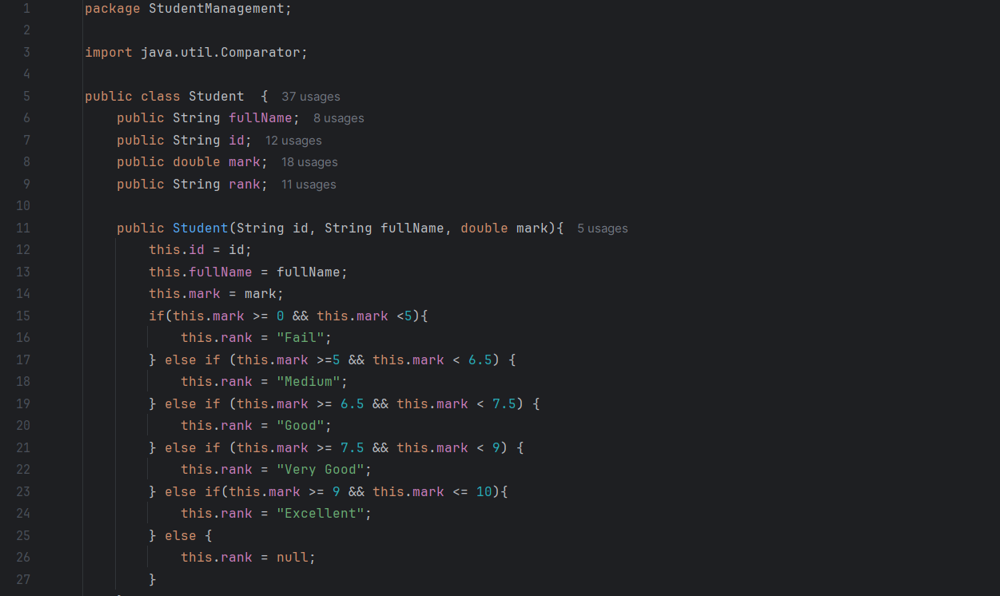 1 package StudentManagement;
2
3 import java.util.Comparator;
4
5 public class Student  { 37 usages
6     public String fullName; 8 usages
7     public String id; 12 usages
8     public double mark; 18 usages
9     public String rank; 11 usages
10
11     public Student(String id, String fullName, double mark){ 5 usages
12         this.id = id;
13         this.fullName = fullName;
14         this.mark = mark;
15         if(this.mark >= 0 && this.mark <5){
16             this.rank = "Fail";
17         } else if (this.mark >=5 && this.mark < 6.5) {
18             this.rank = "Medium";
19         } else if (this.mark >= 6.5 && this.mark < 7.5) {
20             this.rank = "Good";
21         } else if (this.mark >= 7.5 && this.mark < 9) {
22             this.rank = "Very Good";
23         } else if(this.mark >= 9 && this.mark <= 10){
24             this.rank = "Excellent";
25         } else {
26             this.rank = null;
27         }